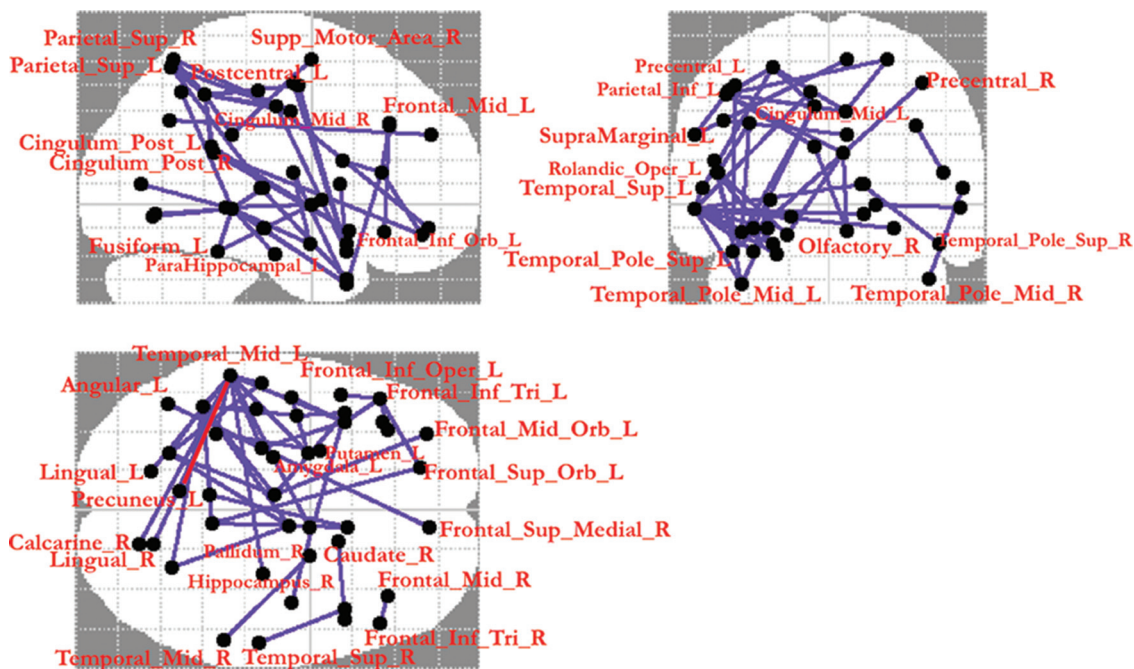 Parietal_Sup_R
Supp_Motor_Area_R
Parietal_Sup_L
Postcentral_L
Frontal_Mid_L
Cingulum_Mid_R
Cingulum_Post_L
Cingulum_Post_R
Fusiform_L
Frontal_Inf_Orb_L
ParaHippocampal_L
Precentral_L
Precentral_R
Parietal_Inf_L
Cingulum_Mid_L
SupraMarginal_L
Rolandic_Oper_L
Temporal_Sup_L
Olfactory_R
Temporal_Pole_Sup_R
Temporal_Pole_Sup_L
Temporal_Pole_Mid_L
Temporal_Pole_Mid_R
Temporal_Mid_L
Frontal_Inf_Oper_L
Angular_L
Frontal_Inf_Tri_L
Frontal_Mid_Orb_L
Putamen_L
Lingual_L
Amygdala_L
Frontal_Sup_Orb_L
Precuneus_L
Frontal_Sup_Medial_R
Calcarine_R
Pallidum_R
Caudate_R
Lingual_R
Hippocampus_R
Frontal_Mid_R
Frontal_Inf_Tri_R
Temporal_Mid_R
Temporal_Sup_R